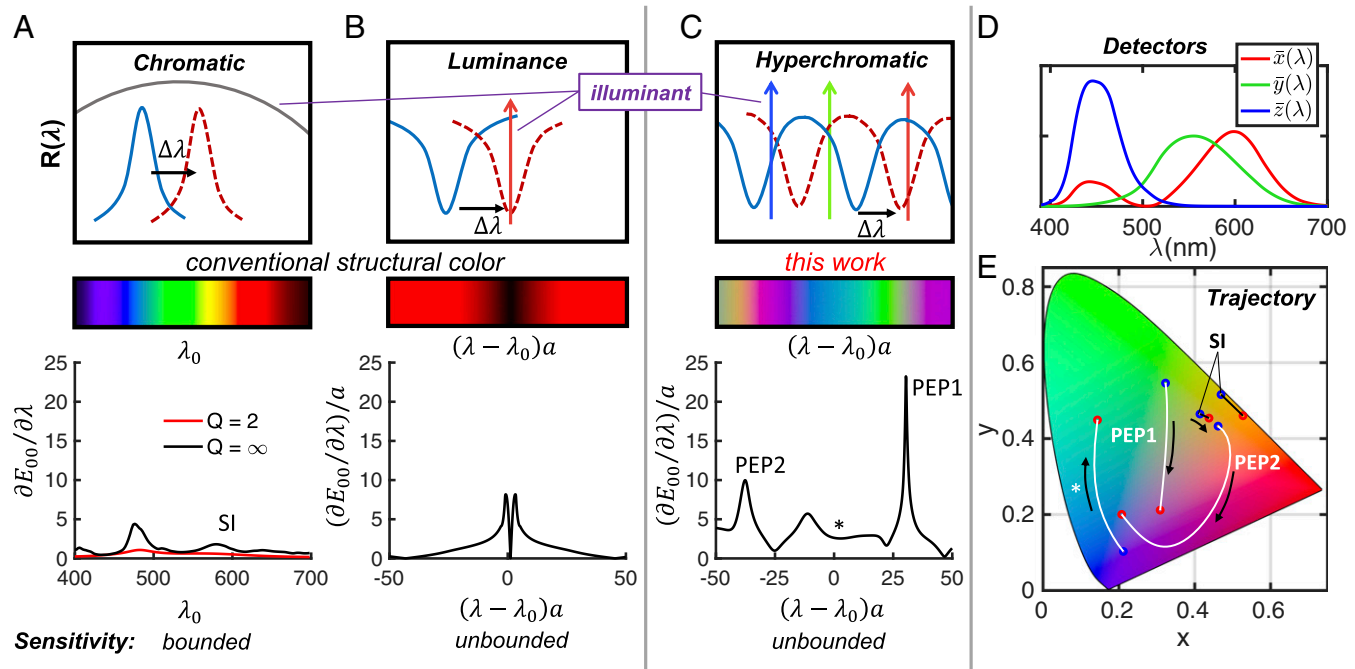 A
Chromatic
R(λ)
Δλ
B
Luminance
Δλ
illuminant
C
Hyperchromatic
Δλ
D
Detectors
x̄(λ)
ȳ(λ)
z̄(λ)
400 500 600 700
λ(nm)
conventional structural color
this work
λ₀
(λ − λ₀)a
(λ − λ₀)a
∂E₀₀/∂λ
25
20
15
10
5
0
Q = 2
Q = ∞
SI
400 500 600 700
λ₀
(∂E₀₀/∂λ)/a
25
20
15
10
5
0
-50 0 50
(λ − λ₀)a
(∂E₀₀/∂λ)/a
25
20
15
10
5
0
PEP2
*
PEP1
-50 -25 0 25 50
(λ − λ₀)a
E
Trajectory
SI
PEP1
PEP2
*
y
0.8
0.6
0.4
0.2
0
0 0.2 0.4 0.6
x
Sensitivity: bounded unbounded unbounded